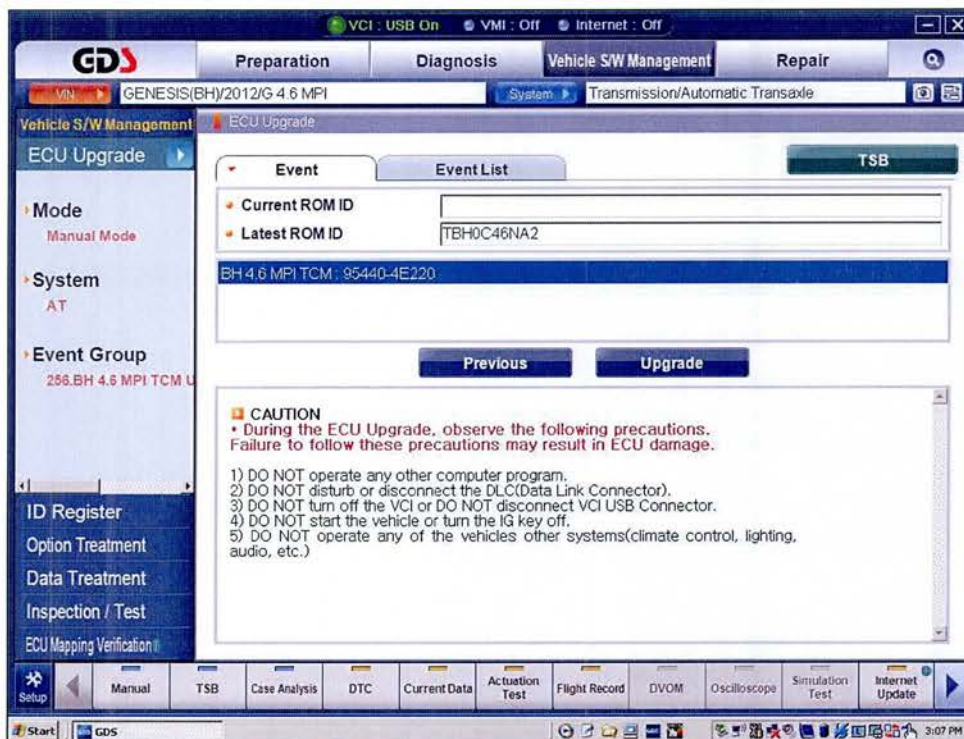 VCI : USB On VMI : Off Internet : Off
GDS Preparation Diagnosis Vehicle S/W Management Repair
VIN GENESIS(BH)/2012/G 4.6 MPI System Transmission/Automatic Transaxle
Vehicle S/W Management ECU Upgrade
ECU Upgrade
Event Event List TSB
Mode
Manual Mode
Current ROM ID
Latest ROM ID TBH0C46NA2
System
AT
BH 4.6 MPI TCM : 95440-4E220
Event Group
256.BH 4.6 MPI TCM U
Previous Upgrade
CAUTION
• During the ECU Upgrade, observe the following precautions.
Failure to follow these precautions may result in ECU damage.
1) DO NOT operate any other computer program.
2) DO NOT disturb or disconnect the DLC(Data Link Connector).
3) DO NOT turn off the VCI or DO NOT disconnect VCI USB Connector.
4) DO NOT start the vehicle or turn the IG key off.
5) DO NOT operate any of the vehicles other systems(climate control, lighting,
audio, etc.)
ID Register
Option Treatment
Data Treatment
Inspection / Test
ECU Mapping Verification
Setup Manual TSB Case Analysis DTC Current Data Actuation Test Flight Record DVOM Oscilloscope Simulation Test Internet Update
Start GDS 3:07 PM